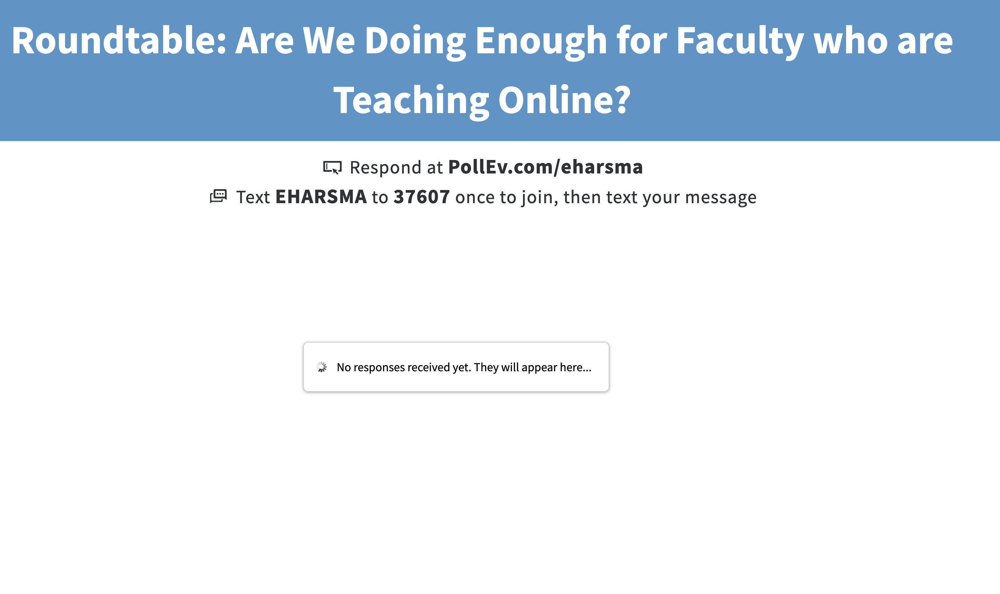 Roundtable: Are We Doing Enough for Faculty who are
Teaching Online?
Respond at PollEv.com/eharsma
Text EHARSMA to 37607 once to join, then text your message
No responses received yet. They will appear here...